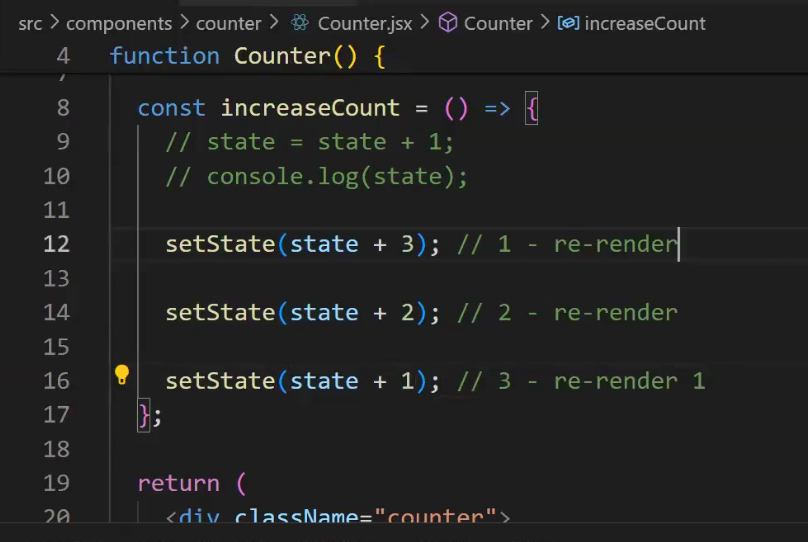 src > components > counter > Counter.jsx > Counter > increaseCount
4 function Counter() {
7
8 const increaseCount = () => {
9 // state = state + 1;
10 // console.log(state);
11
12 setState(state + 3); // 1 - re-render
13
14 setState(state + 2); // 2 - re-render
15
16 setState(state + 1); // 3 - re-render 1
17 };
18
19 return (
20 <div className="counter">